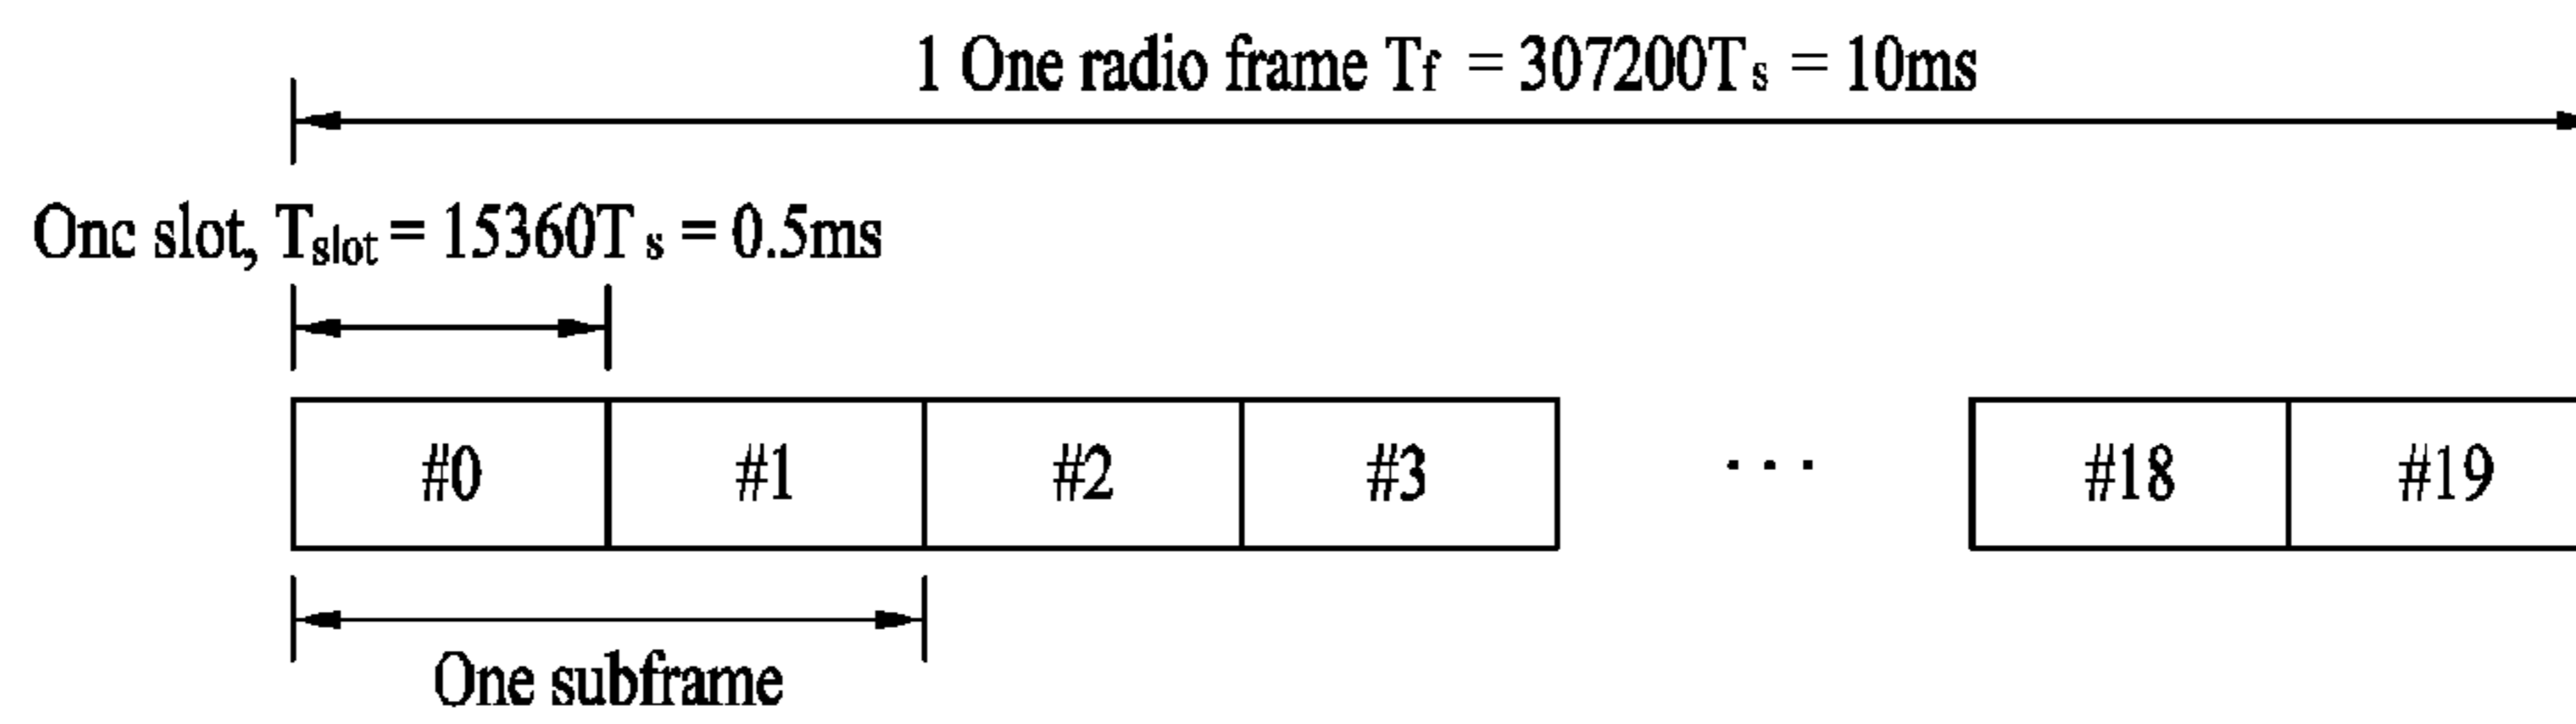 1 One radio frame Tf = 307200Ts = 10ms
Onc slot, Tslot = 15360Ts = 0.5ms
#0 #1 #2 #3 · · · #18 #19
One subframe